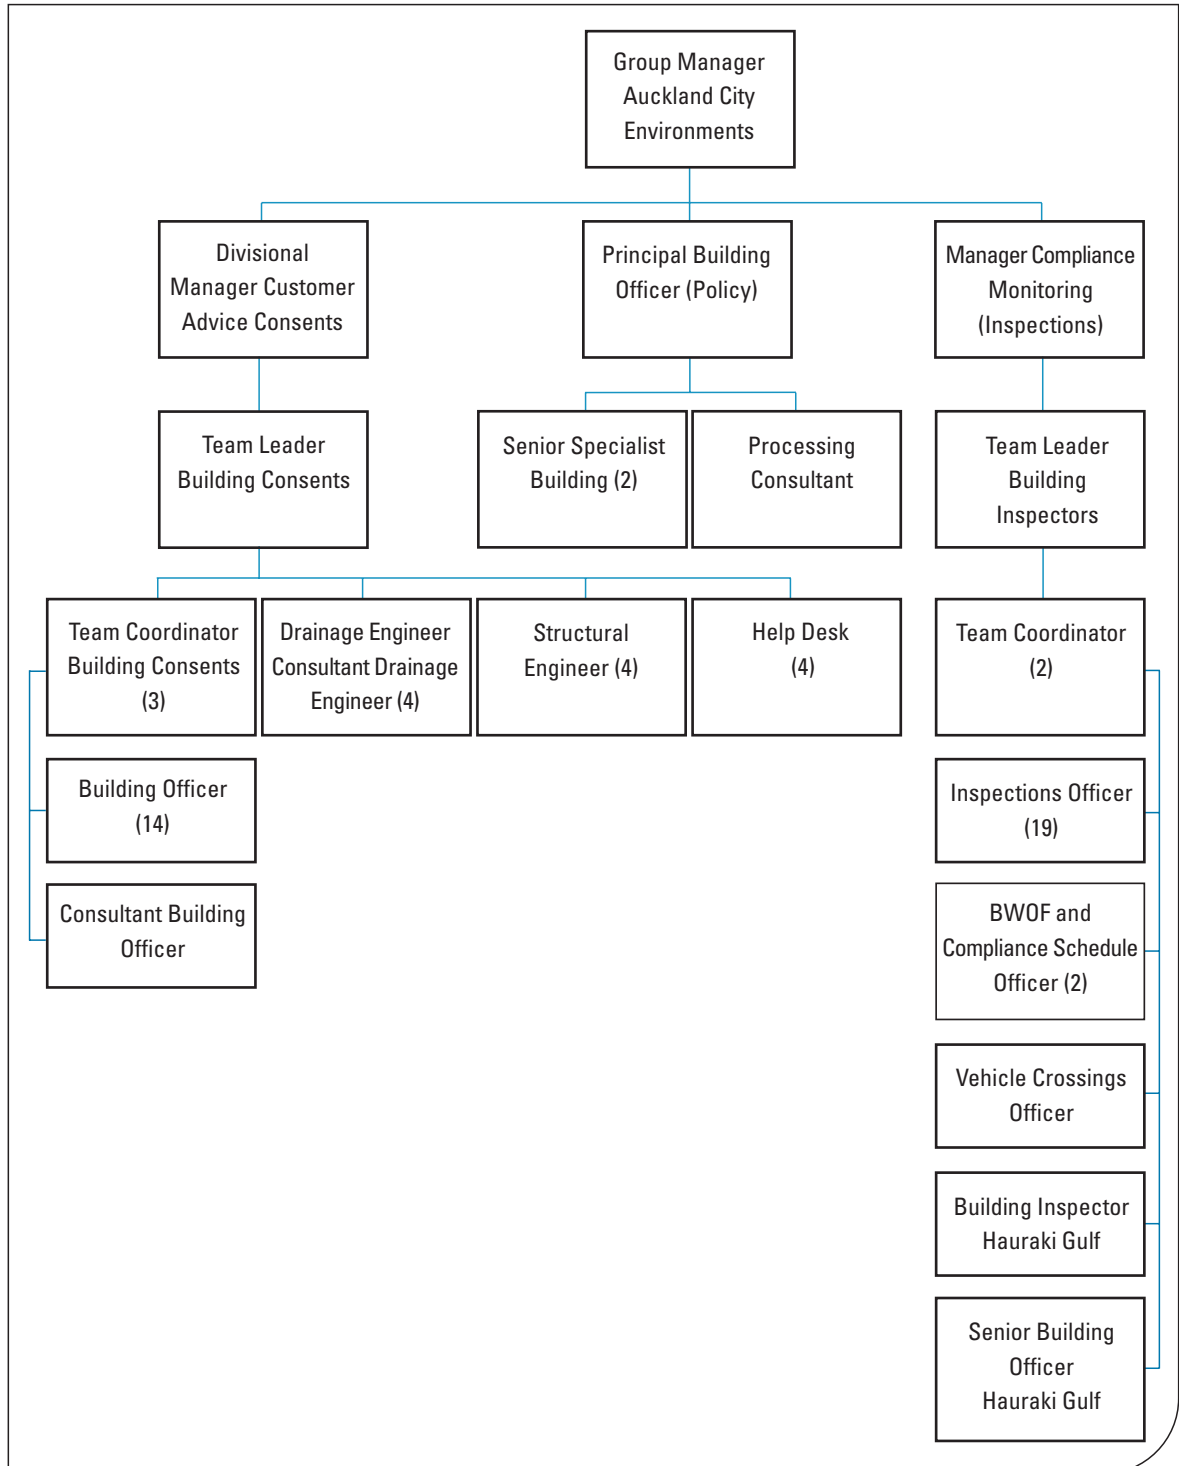 Group Manager
Auckland City
Environments
Divisional
Manager Customer
Advice Consents
Principal Building
Officer (Policy)
Manager Compliance
Monitoring
(Inspections)
Team Leader
Building Consents
Senior Specialist
Building (2)
Processing
Consultant
Team Leader
Building
Inspectors
Team Coordinator
Building Consents
(3)
Drainage Engineer
Consultant Drainage
Engineer (4)
Structural
Engineer (4)
Help Desk
(4)
Team Coordinator
(2)
Building Officer
(14)
Inspections Officer
(19)
Consultant Building
Officer
BWOF and
Compliance Schedule
Officer (2)
Vehicle Crossings
Officer
Building Inspector
Hauraki Gulf
Senior Building
Officer
Hauraki Gulf